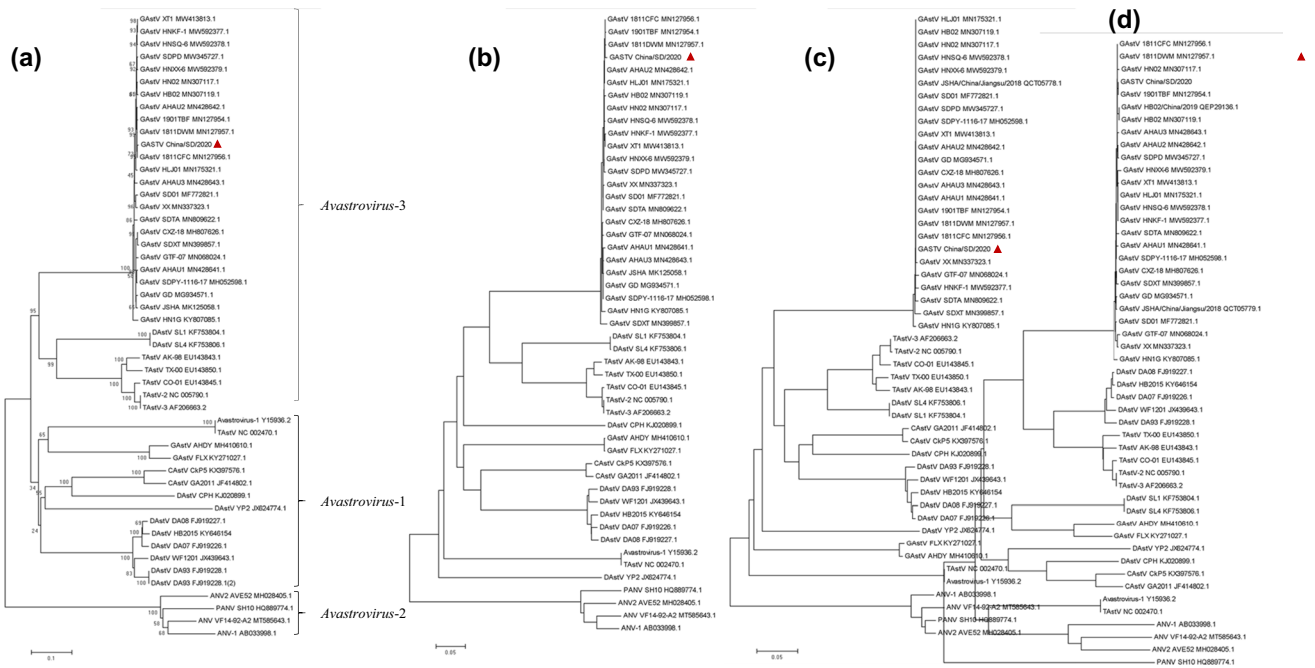 (a)
GAstV XT1 MW413813.1
GAstV HNKF-1 MW592377.1
GAstV HNSQ-6 MW592378.1
GAstV SDPD MW345727.1
GAstV HNXX-6 MW592379.1
GAstV HN02 MN307117.1
GAstV HB02 MN307119.1
GAstV AHAU2 MN428642.1
GAstV 1901TBF MN127954.1
GAstV 1811DWM MN127957.1
GASTV China/SD/2020
GAstV 1811CFC MN127956.1
GAstV HLJ01 MN175321.1
GAstV AHAU3 MN428643.1
GAstV SD01 MF772821.1
GAstV XX MN337323.1
GAstV SDTA MN809622.1
GAstV CXZ-18 MH807626.1
GAstV SDXT MN399857.1
GAstV GTF-07 MN068024.1
GAstV AHAU1 MN428641.1
GAstV SDPY-1116-17 MH052598.1
GAstV GD MG934571.1
GAstV JSHA MK125058.1
GAstV HN1G KY807085.1
DAstV SL1 KF753804.1
DAstV SL4 KF753806.1
TAstV AK-98 EU143843.1
TAstV TX-00 EU143850.1
TAstV CO-01 EU143845.1
TAstV-2 NC 005790.1
TAstV-3 AF206663.2
Avastrovirus-1 Y15936.2
TAstV NC 002470.1
GAstV AHDY MH410610.1
GAstV FLX KY271027.1
CAstV CkP5 KX397576.1
CAstV GA2011 JF414802.1
DAstV CPH KJ020899.1
DAstV YP2 JX624774.1
DAstV DA08 FJ919227.1
DAstV HB2015 KY646154
DAstV DA07 FJ919226.1
DAstV WF1201 JX439643.1
DAstV DA93 FJ919228.1(2)
ANV2 AVE52 MH028405.1
PANV SH10 HQ889774.1
ANV VF14-92-A2 MT585643.1
ANV-1 AB033998.1
Avastrovirus-3
Avastrovirus-1
Avastrovirus-2
98
93
94
95
99
100
65
34
24
0.1
(b)
GAstV 1811CFC MN127956.1
GAstV 1901TBF MN127954.1
GAstV 1811DWM MN127957.1
GASTV China/SD/2020
GAstV AHAU2 MN428642.1
GAstV HLJ01 MN175321.1
GAstV HB02 MN307119.1
GAstV HN02 MN307117.1
GAstV HNSQ-6 MW592378.1
GAstV HNKF-1 MW592377.1
GAstV XT1 MW413813.1
GAstV HNXX-6 MW592379.1
GAstV SDPD MW345727.1
GAstV XX MN337323.1
GAstV SD01 MF772821.1
GAstV SDTA MN809622.1
GAstV CXZ-18 MH807626.1
GAstV GTF-07 MN068024.1
GAstV AHAU1 MN428641.1
GAstV AHAU3 MN428643.1
GAstV JSHA MK125058.1
GAstV GD MG934571.1
GAstV SDPY-1116-17 MH052598.1
GAstV HN1G KY807085.1
GAstV SDXT MN399857.1
DAstV SL1 KF753804.1
DAstV SL4 KF753806.1
TAstV AK-98 EU143843.1
TAstV TX-00 EU143850.1
TAstV CO-01 EU143845.1
TAstV-2 NC 005790.1
TAstV-3 AF206663.2
DAstV CPH KJ020899.1
GAstV AHDY MH410610.1
GAstV FLX KY271027.1
CAstV CkP5 KX397576.1
CAstV GA2011 JF414802.1
DAstV DA93 FJ919228.1
DAstV WF1201 JX439643.1
DAstV HB2015 KY646154
DAstV DA07 FJ919226.1
DAstV DA08 FJ919227.1
Avastrovirus-1 Y15936.2
TAstV NC 002470.1
DAstV YP2 JX624774.1
PANV SH10 HQ889774.1
ANV2 AVE52 MH028405.1
ANV VF14-92-A2 MT585643.1
ANV-1 AB033998.1
0.05
(c)
GAstV HLJ01 MN175321.1
GAstV HB02 MN307119.1
GAstV HN02 MN307117.1
GAstV HNSQ-6 MW592378.1
GAstV HNXX-6 MW592379.1
GAstV JSHA/China/Jiangsu/2018 QCT05778.1
GAstV SD01 MF772821.1
GAstV SDPD MW345727.1
GAstV SDPY-1116-17 MH052598.1
GAstV XT1 MW413813.1
GAstV AHAU2 MN428642.1
GAstV GD MG934571.1
GAstV CXZ-18 MH807626.1
GAstV AHAU3 MN428643.1
GAstV AHAU1 MN428641.1
GAstV 1901TBF MN127954.1
GAstV 1811DWM MN127957.1
GAstV 1811CFC MN127956.1
GASTV China/SD/2020
GAstV XX MN337323.1
GAstV GTF-07 MN068024.1
GAstV HNKF-1 MW592377.1
GAstV SDTA MN809622.1
GAstV SDXT MN399857.1
GAstV HN1G KY807085.1
TAstV-3 AF206663.2
TAstV-2 NC 005790.1
TAstV CO-01 EU143845.1
TAstV TX-00 EU143850.1
TAstV AK-98 EU143843.1
DAstV SL4 KF753806.1
DAstV SL1 KF753804.1
CAstV GA2011 JF414802.1
CAstV CkP5 KX397576.1
DAstV CPH KJ020899.1
DAstV DA93 FJ919228.1
DAstV WF1201 JX439643.1
DAstV HB2015 KY646154
DAstV DA08 FJ919227.1
DAstV DA07 FJ919226.1
DAstV YP2 JX624774.1
GAstV FLX KY271027.1
GAstV AHDY MH410610.1
TAstV NC 002470.1
Avastrovirus-1 Y15936.2
ANV-1 AB033998.1
ANV VF14-92-A2 MT585643.1
PANV SH10 HQ889774.1
ANV2 AVE52 MH028405.1
0.05
(d)
GAstV 1811CFC MN127956.1
GAstV 1811DWM MN127957.1
GAstV HN02 MN307117.1
GASTV China/SD/2020
GAstV 1901TBF MN127954.1
GAstV HB02/China/2019 QEP29136.1
GAstV HB02 MN307119.1
GAstV AHAU3 MN428643.1
GAstV AHAU2 MN428642.1
GAstV SDPD MW345727.1
GAstV HNXX-6 MW592379.1
GAstV XT1 MW413813.1
GAstV HLJ01 MN175321.1
GAstV HNSQ-6 MW592378.1
GAstV HNKF-1 MW592377.1
GAstV SDTA MN809622.1
GAstV AHAU1 MN428641.1
GAstV SDPY-1116-17 MH052598.1
GAstV CXZ-18 MH807626.1
GAstV SDXT MN399857.1
GAstV GD MG934571.1
GAstV JSHA/China/Jiangsu/2018 QCT05779.1
GAstV SD01 MF772821.1
GAstV GTF-07 MN068024.1
GAstV XX MN337323.1
GAstV HN1G KY807085.1
DAstV DA08 FJ919227.1
DAstV HB2015 KY646154
DAstV DA07 FJ919226.1
DAstV WF1201 JX439643.1
DAstV DA93 FJ919228.1
TAstV TX-00 EU143850.1
TAstV AK-98 EU143843.1
TAstV CO-01 EU143845.1
TAstV-2 NC 005790.1
TAstV-3 AF206663.2
DAstV SL1 KF753804.1
DAstV SL4 KF753806.1
GAstV AHDY MH410610.1
GAstV FLX KY271027.1
DAstV YP2 JX624774.1
DAstV CPH KJ020899.1
CAstV CkP5 KX397576.1
CAstV GA2011 JF414802.1
Avastrovirus-1 Y15936.2
TAstV NC 002470.1
ANV-1 AB033998.1
ANV VF14-92-A2 MT585643.1
ANV2 AVE52 MH028405.1
PANV SH10 HQ889774.1